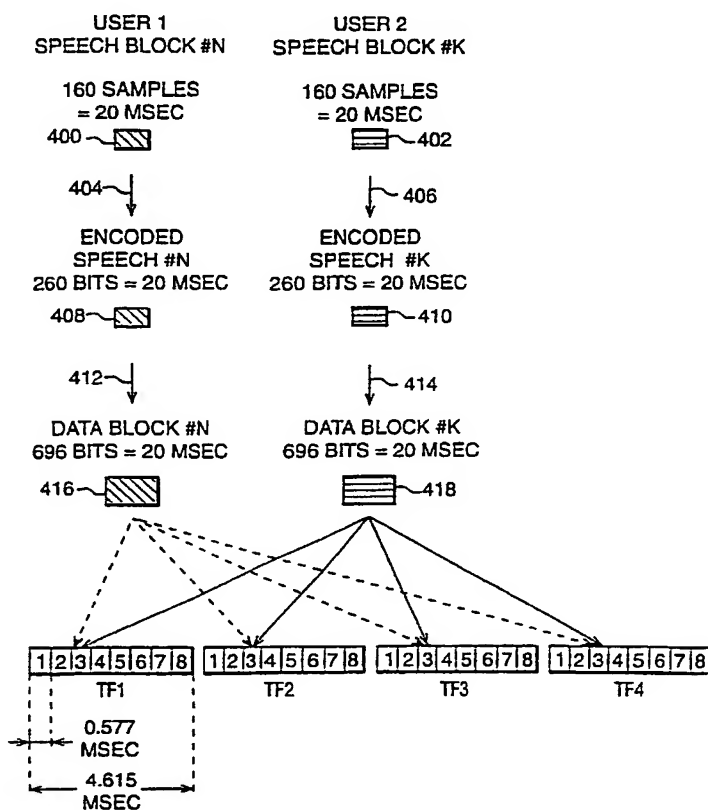 USER 1
SPEECH BLOCK #N
USER 2
SPEECH BLOCK #K
160 SAMPLES
= 20 MSEC
160 SAMPLES
= 20 MSEC
400
402
404
406
ENCODED
SPEECH #N
260 BITS = 20 MSEC
ENCODED
SPEECH #K
260 BITS = 20 MSEC
408
410
412
414
DATA BLOCK #N
696 BITS = 20 MSEC
DATA BLOCK #K
696 BITS = 20 MSEC
416
418
1 2 3 4 5 6 7 8
1 2 3 4 5 6 7 8
1 2 3 4 5 6 7 8
1 2 3 4 5 6 7 8
TF1
TF2
TF3
TF4
0.577
MSEC
4.615
MSEC